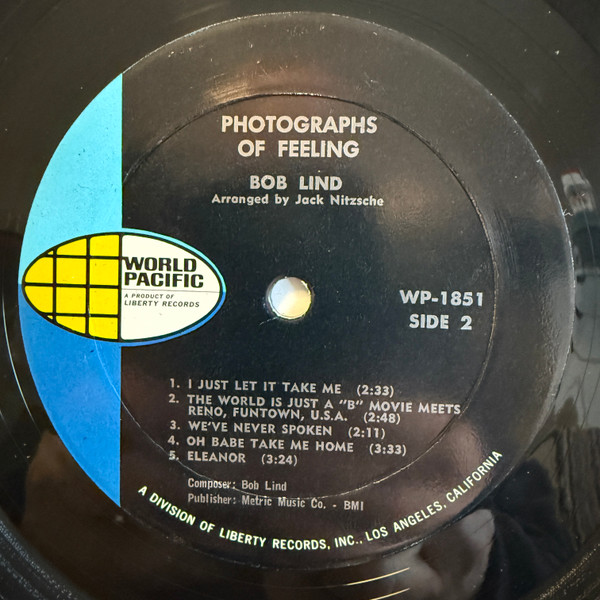 PHOTOGRAPHS
OF FEELING
BOB LIND
Arranged by Jack Nitzsche
WORLD
PACIFIC
A PRODUCT OF
LIBERTY RECORDS
WP-1851
SIDE 2
1. I JUST LET IT TAKE ME (2:33)
2. THE WORLD IS JUST A "B" MOVIE MEETS
RENO, FUNTOWN, U.S.A. (2:48)
3. WE'VE NEVER SPOKEN (2:11)
4. OH BABE TAKE ME HOME (3:33)
5. ELEANOR (3:24)
Composer: Bob Lind
Publisher: Metric Music Co. - BMI
A DIVISION OF LIBERTY RECORDS, INC., LOS ANGELES, CALIFORNIA